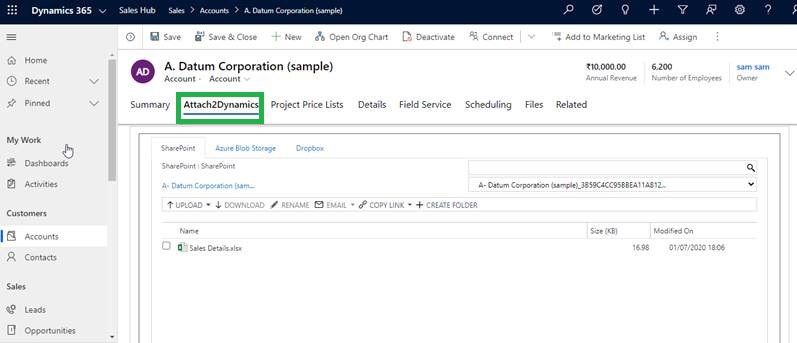 Dynamics 365 Sales Hub Sales > Accounts > A. Datum Corporation (sample)
Save Save & Close New Open Org Chart Deactivate Connect Add to Marketing List Assign
Home
Recent
Pinned
My Work
Dashboards
Activities
Customers
Accounts
Contacts
Sales
Leads
Opportunities
AD
A. Datum Corporation (sample)
Account · Account
₹10,000.00
Annual Revenue
6,200
Number of Employees
sam sam
Owner
Summary Attach2Dynamics Project Price Lists Details Field Service Scheduling Files Related
SharePoint Azure Blob Storage Dropbox
SharePoint : SharePoint
A- Datum Corporation (sam... A- Datum Corporation (sample)_3B59C4CC95BBEA11A812...
UPLOAD DOWNLOAD RENAME EMAIL COPY LINK CREATE FOLDER
Name Size (KB) Modified On
Sales Details.xlsx 16.98 01/07/2020 18:06